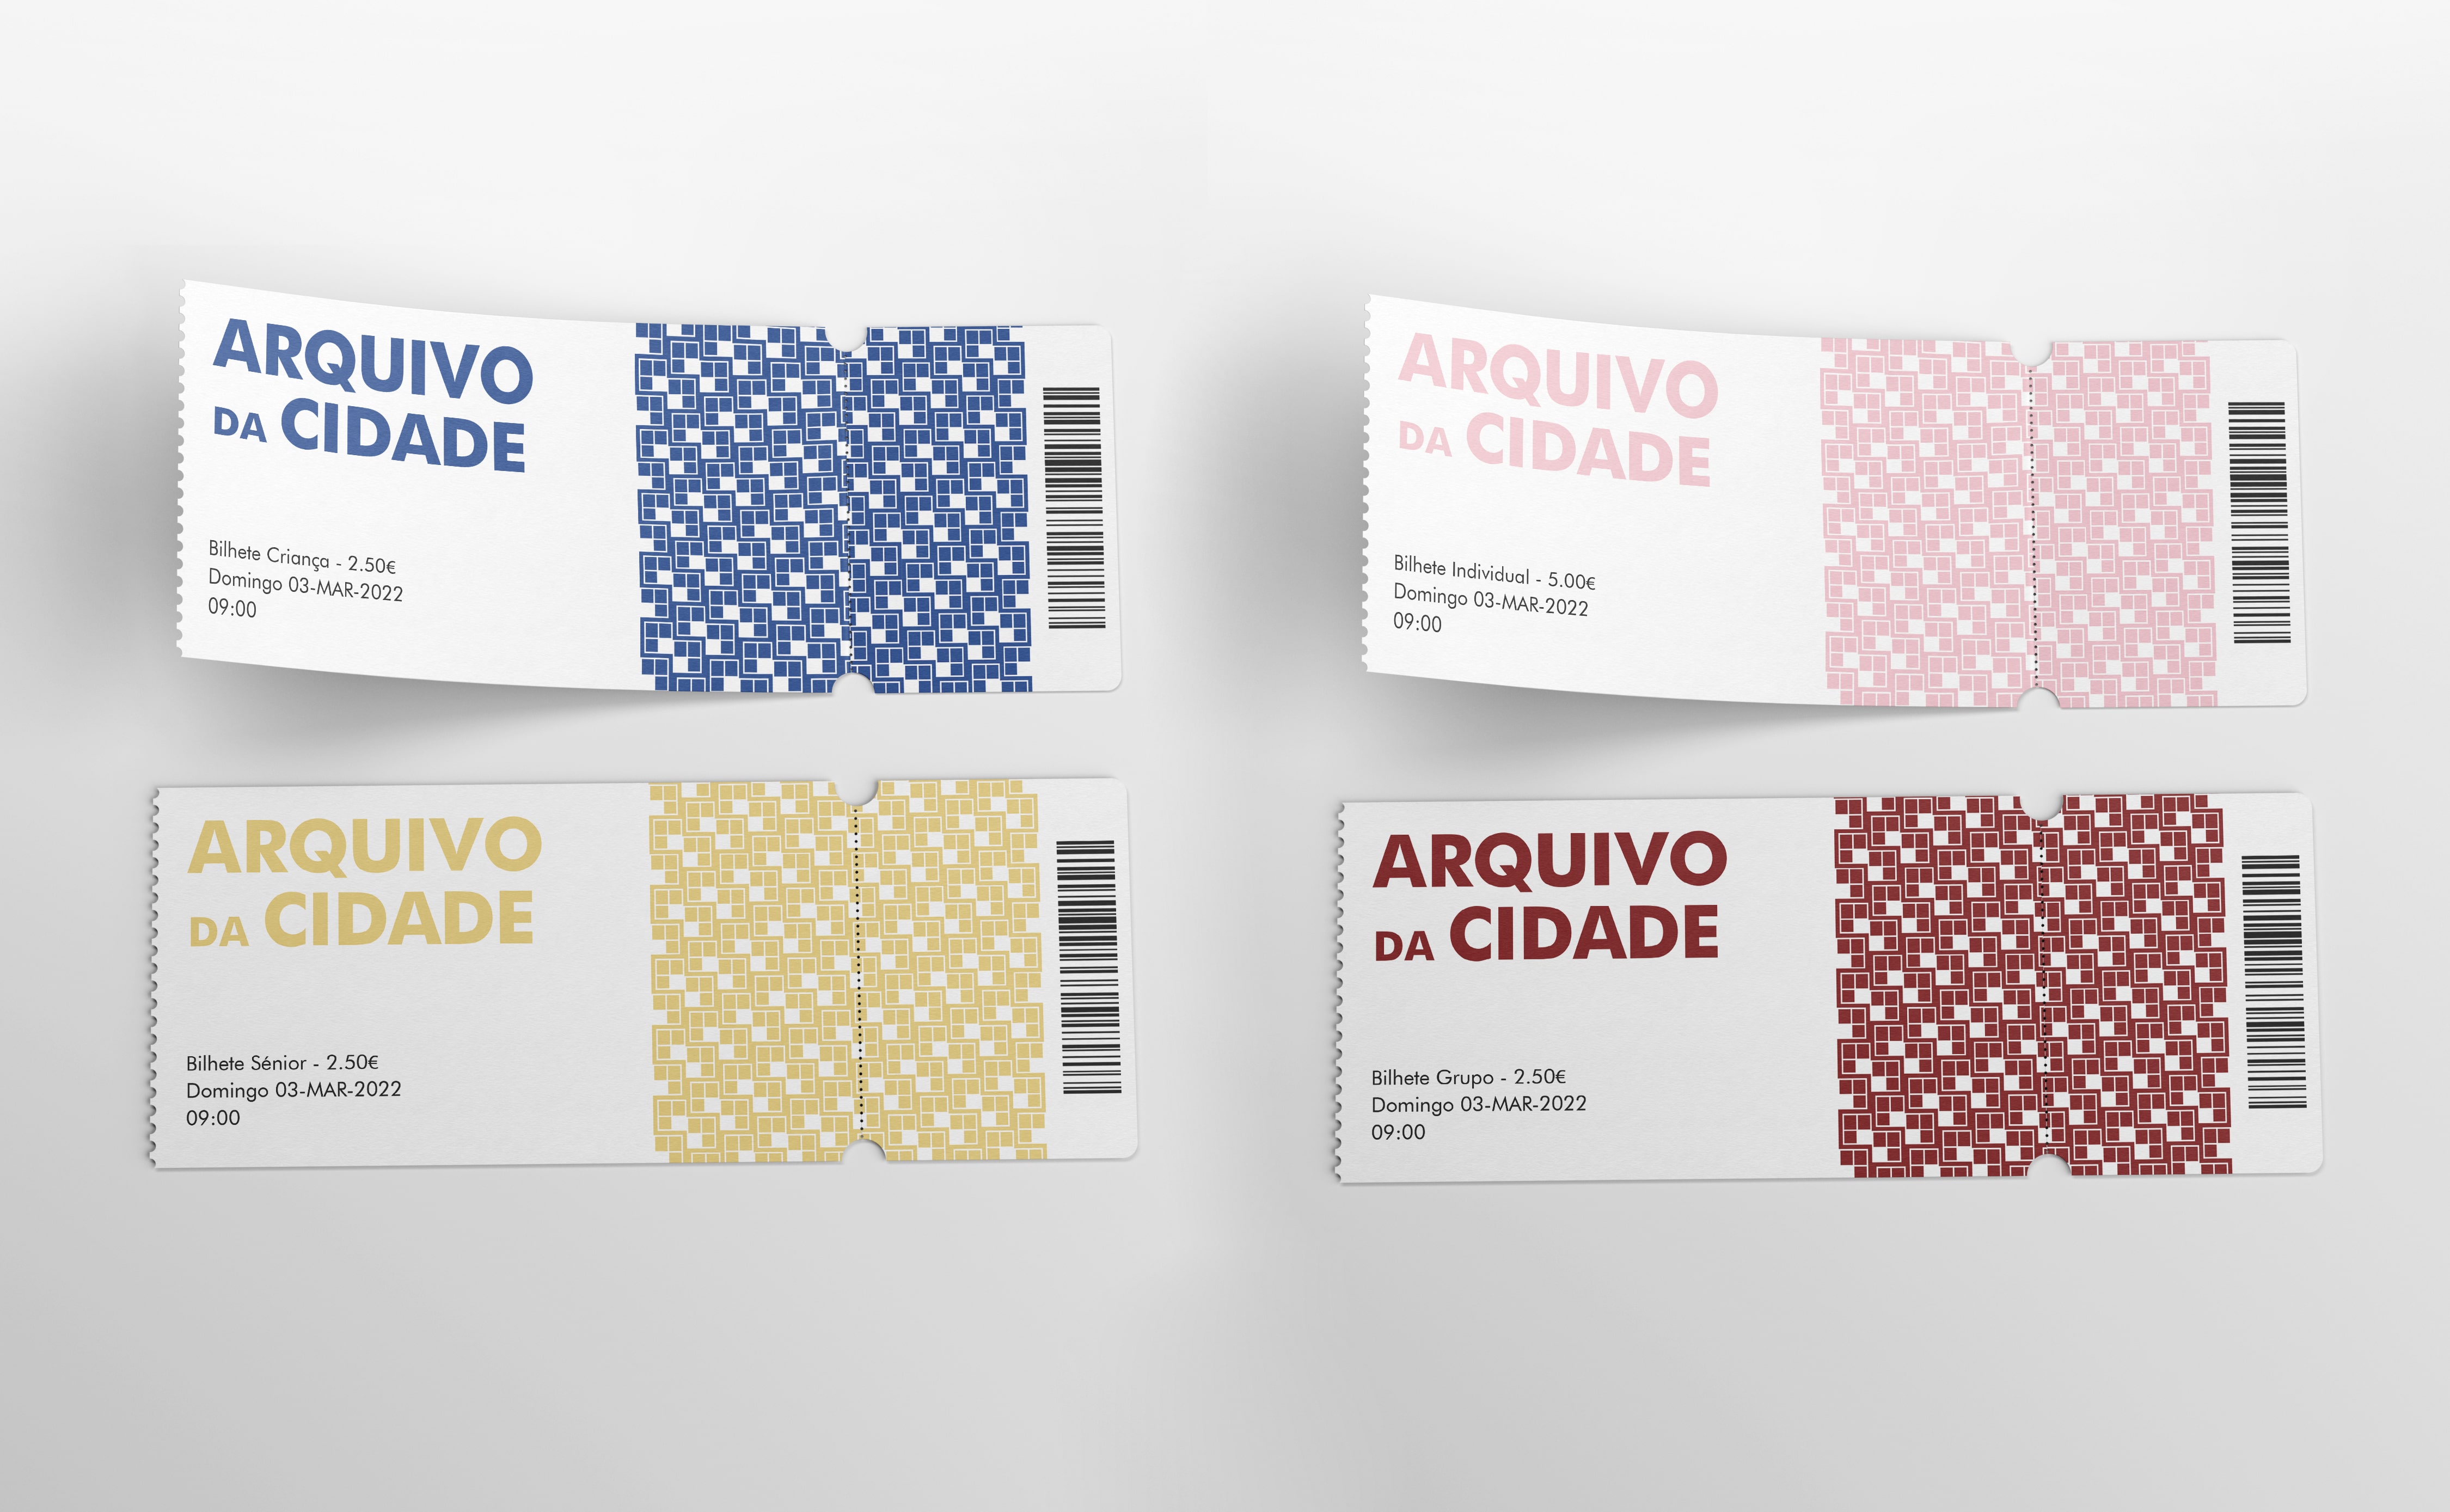 ARQUIVO
DA CIDADE
Bilhete Criança - 2.50€
Domingo 03-MAR-2022
09:00
ARQUIVO
DA CIDADE
Bilhete Individual - 5.00€
Domingo 03-MAR-2022
09:00
ARQUIVO
DA CIDADE
Bilhete Sénior - 2.50€
Domingo 03-MAR-2022
09:00
ARQUIVO
DA CIDADE
Bilhete Grupo - 2.50€
Domingo 03-MAR-2022
09:00